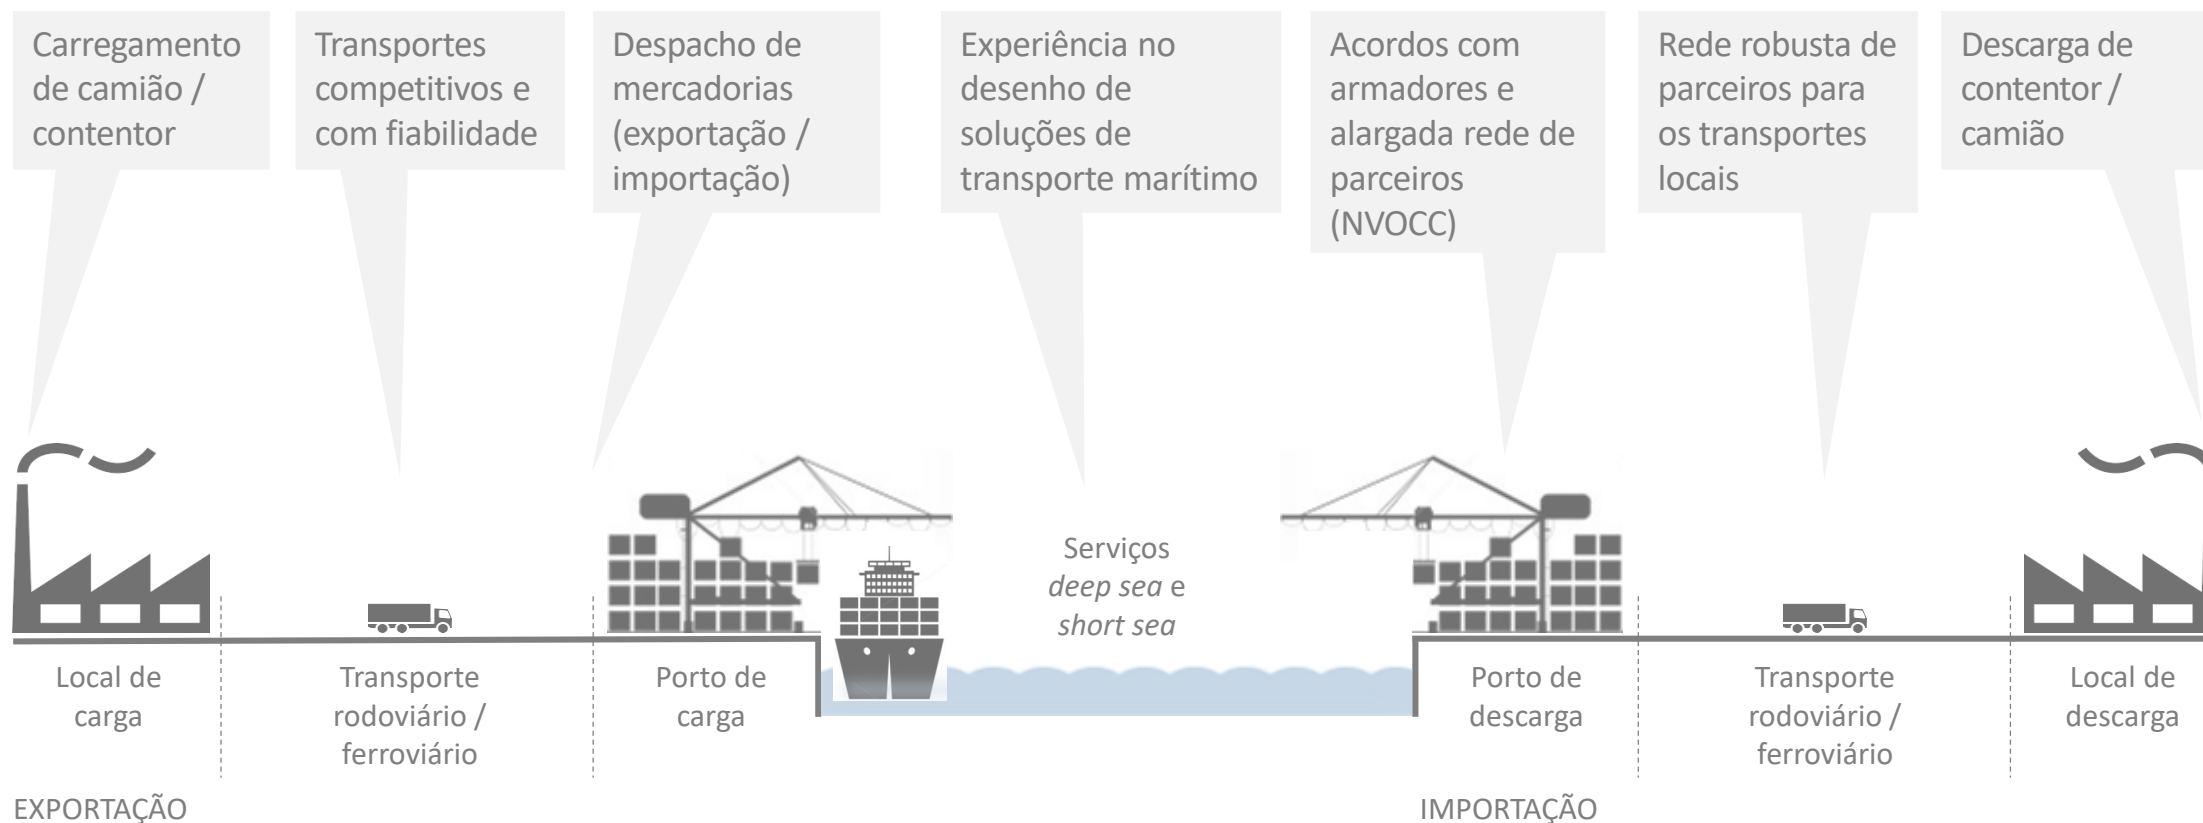 Carregamento
de camião /
contentor
Transportes
competitivos e
com fiabilidade
Despacho de
mercadorias
(exportação /
importação)
Experiência no
desenho de
soluções de
transporte marítimo
Acordos com
armadores e
alargada rede de
parceiros
(NVOCC)
Rede robusta de
parceiros para
os transportes
locais
Descarga de
contentor /
camião
Serviços
deep sea e
short sea
Local de
carga
Transporte
rodoviário /
ferroviário
Porto de
carga
Porto de
descarga
Transporte
rodoviário /
ferroviário
Local de
descarga
EXPORTAÇÃO
IMPORTAÇÃO